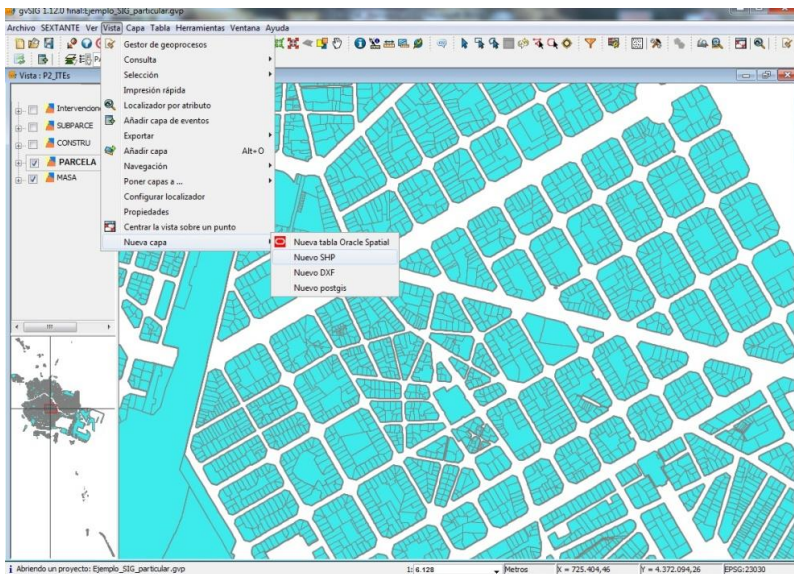 gvSIG 1.12.0 final:Ejemplo_SIG_particular.gvp
Archivo SEXTANTE Ver Vista Capa Tabla Herramientas Ventana Ayuda
Vista : P2_ITEs
Gestor de geoprocesos
Consulta
Selección
Impresión rápida
Localizador por atributo
Añadir capa de eventos
Exportar
Añadir capa Alt+O
Navegación
Poner capas a ...
Configurar localizador
Propiedades
Centrar la vista sobre un punto
Nueva capa
Nueva tabla Oracle Spatial
Nuevo SHP
Nuevo DXF
Nuevo postgis
Intervencione
SUBPARCE
CONSTRU
PARCELA
MASA
Abriendo un proyecto: Ejemplo_SIG_particular.gvp
1: 6.128
Metros
X = 725.404,46
Y = 4.372.094,26
EPSG:23030